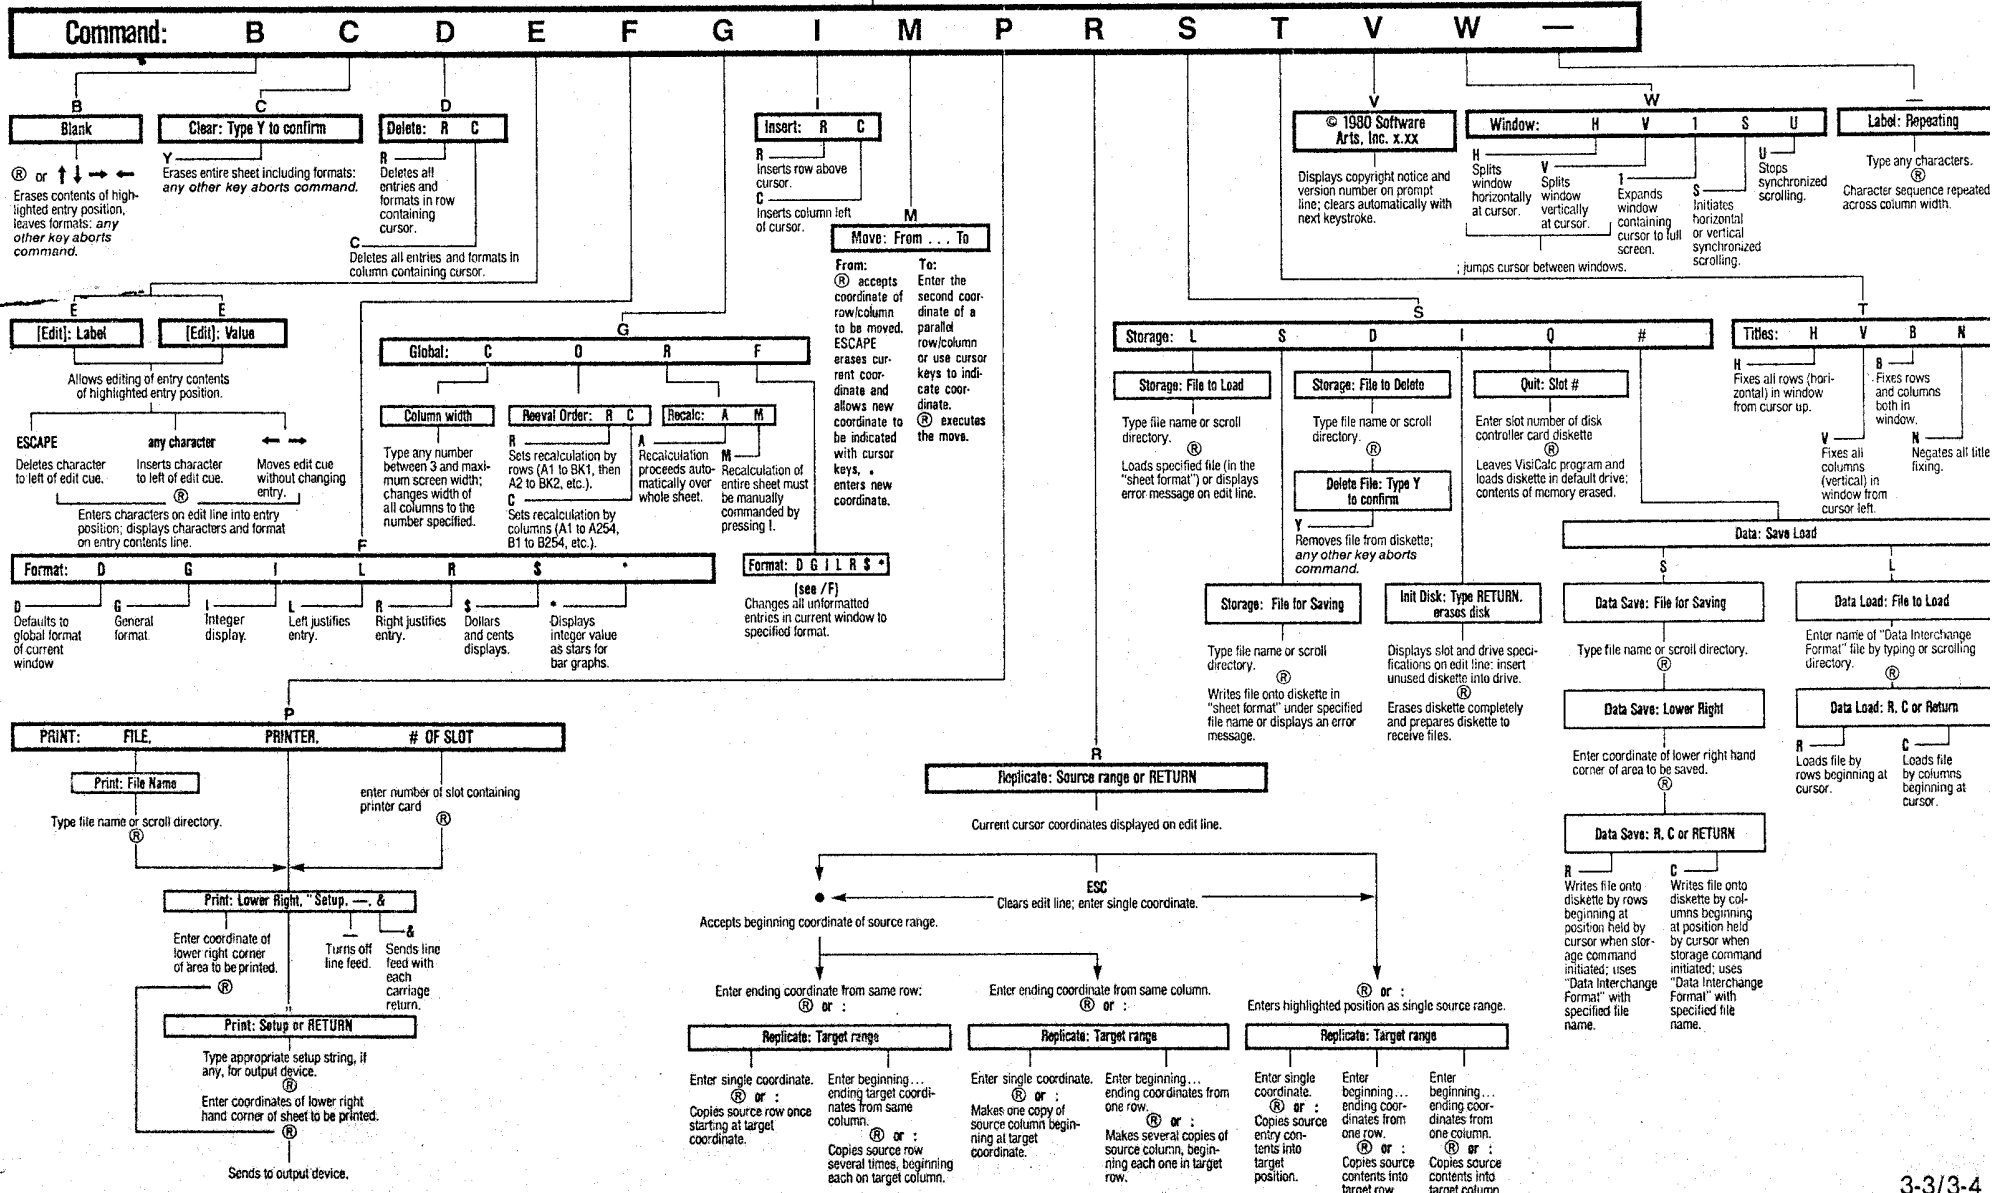 Command: B C D E F G I M P R S T V W —
B
Blank
® or ↑ ↓ → ←
Erases contents of high-
lighted entry position,
leaves formats: any
other key aborts
command.
C
Clear: Type Y to confirm
Y
Erases entire sheet including formats:
any other key aborts command.
D
Delete: R C
R
Deletes all
entries and
formats in row
containing
cursor.
C
Deletes all entries and formats in
column containing cursor.
I
Insert: R C
R
Inserts row above
cursor.
C
Inserts column left
of cursor.
M
Move: From . . . To
From:
® accepts
coordinate of
row/column
to be moved.
ESCAPE
erases cur-
rent coor-
dinate and
allows new
coordinate to
be indicated
with cursor
keys, .
enters new
coordinate.
To:
Enter the
second coor-
dinate of a
parallel
row/column
or use cursor
keys to indi-
cate coor-
dinate.
® executes
the move.
V
© 1980 Software
Arts, Inc. x.xx
Displays copyright notice and
version number on prompt
line; clears automatically with
next keystroke.
W
Window: H V 1 S U
H
Splits
window
horizontally
at cursor.
V
Splits
window
vertically
at cursor.
1
Expands
window
containing
cursor to full
screen.
S
Initiates
horizontal
or vertical
synchronized
scrolling.
U
Stops
synchronized
scrolling.
; jumps cursor between windows.
—
Label: Repeating
Type any characters.
®
Character sequence repeated
across column width.
E
[Edit]: Label
E
[Edit]: Value
Allows editing of entry contents
of highlighted entry position.
ESCAPE
Deletes character
to left of edit cue.
any character
Inserts character
to left of edit cue.
← →
Moves edit cue
without changing
entry.
®
Enters characters on edit line into entry
position; displays characters and format
on entry contents line.
G
Global: C O R F
Column width
Type any number
between 3 and maxi-
mum screen width;
changes width of
all columns to the
number specified.
Reeval Order: R C
R
Sets recalculation by
rows (A1 to BK1, then
A2 to BK2, etc.).
C
Sets recalculation by
columns (A1 to A254,
B1 to B254, etc.).
Recalc: A M
A
Recalculation
proceeds auto-
matically over
whole sheet.
M
Recalculation of
entire sheet must
be manually
commanded by
pressing !.
Format: D G I L R $ *
(see /F)
Changes all unformatted
entries in current window to
specified format.
F
Format: D G I L R $ *
D
Defaults to
global format
of current
window
G
General
format.
I
Integer
display.
L
Left justifies
entry.
R
Right justifies
entry.
$
Dollars
and cents
displays.
*
Displays
integer value
as stars for
bar graphs.
S
Storage: L S D I Q #
Storage: File to Load
Type file name or scroll
directory.
®
Loads specified file (in the
"sheet format") or displays
error message on edit line.
Storage: File to Delete
Type file name or scroll
directory.
®
Delete File: Type Y
to confirm
Y
Removes file from diskette;
any other key aborts
command.
Quit: Slot #
Enter slot number of disk
controller card diskette
®
Leaves VisiCalc program and
loads diskette in default drive;
contents of memory erased.
Storage: File for Saving
Type file name or scroll
directory.
®
Writes file onto diskette in
"sheet format" under specified
file name or displays an error
message.
Init Disk: Type RETURN.
erases disk
Displays slot and drive speci-
fications on edit line: insert
unused diskette into drive.
®
Erases diskette completely
and prepares diskette to
receive files.
T
Titles: H V B N
H
Fixes all rows (hori-
zontal) in window
from cursor up.
V
Fixes all
columns
(vertical) in
window from
cursor left.
B
Fixes rows
and columns
both in
window.
N
Negates all title
fixing.
Data: Save Load
S
Data Save: File for Saving
Type file name or scroll directory.
®
Data Save: Lower Right
Enter coordinate of lower right hand
corner of area to be saved.
®
Data Save: R, C or RETURN
R
Writes file onto
diskette by rows
beginning at
position held by
cursor when stor-
age command
initiated; uses
"Data Interchange
Format" with
specified file
name.
C
Writes file onto
diskette by col-
umns beginning
at position held
by cursor when
storage command
initiated; uses
"Data Interchange
Format" with
specified file
name.
L
Data Load: File to Load
Enter name of "Data Interchange
Format" file by typing or scrolling
directory.
®
Data Load: R, C or Return
R
Loads file by
rows beginning at
cursor.
C
Loads file
by columns
beginning at
cursor.
P
PRINT: FILE, PRINTER, # OF SLOT
Print: File Name
Type file name or scroll directory.
®
enter number of slot containing
printer card
®
Print: Lower Right, "Setup, —, &
Enter coordinate of
lower right corner
of area to be printed.
®
—
Turns off
line feed.
&
Sends line
feed with
each
carriage
return.
"
Print: Setup or RETURN
Type appropriate setup string, if
any, for output device.
®
Enter coordinates of lower right
hand corner of sheet to be printed.
®
Sends to output device.
R
Replicate: Source range or RETURN
Current cursor coordinates displayed on edit line.
ESC
Clears edit line; enter single coordinate.
Accepts beginning coordinate of source range.
Enter ending coordinate from same row:
® or :
Replicate: Target range
Enter single coordinate.
® or :
Copies source row once
starting at target
coordinate.
Enter beginning...
ending target coordi-
nates from same
column.
® or :
Copies source row
several times, beginning
each on target column.
Enter ending coordinate from same column.
® or :
Replicate: Target range
Enter single coordinate.
® or :
Makes one copy of
source column begin-
ning at target
coordinate.
Enter beginning...
ending coordinates from
one row.
® or :
Makes several copies of
source column, begin-
ning each one in target
row.
® or :
Enters highlighted position as single source range.
Replicate: Target range
Enter single
coordinate.
® or :
Copies source
entry con-
tents into
target
position.
Enter
beginning...
ending coor-
dinates from
one row.
® or :
Copies source
contents into
target row
Enter
beginning...
ending coor-
dinates from
one column.
® or :
Copies source
contents into
target column
3-3/3-4